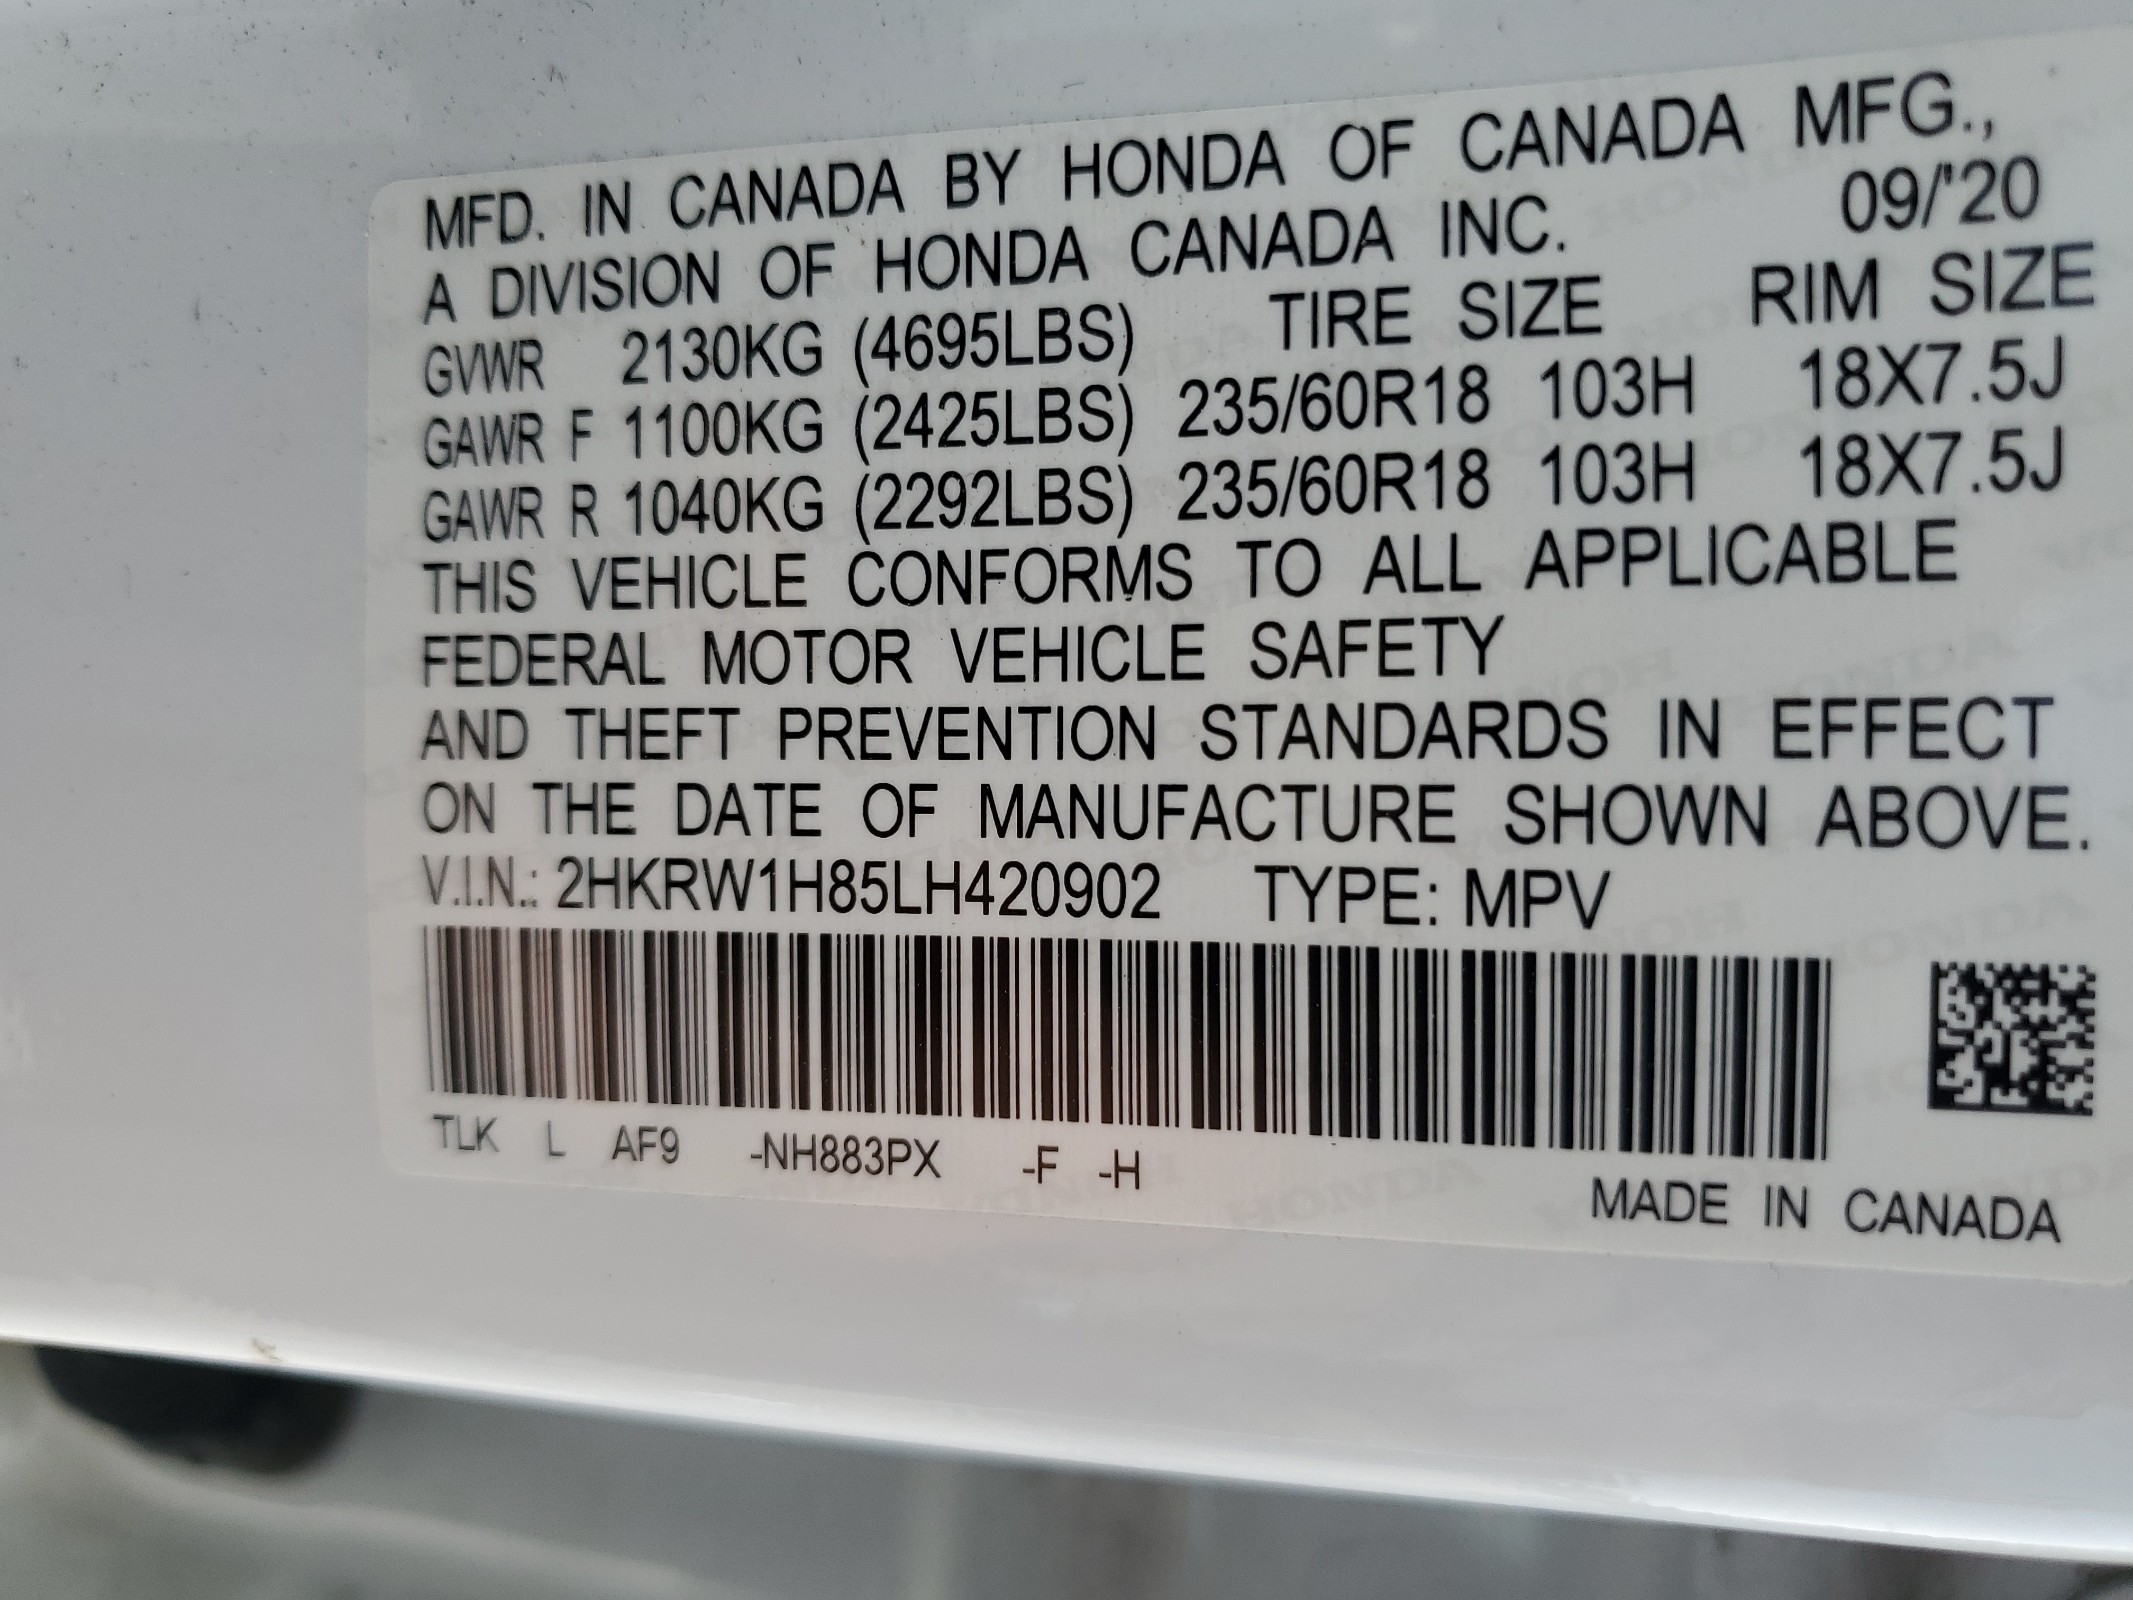 MFD. IN CANADA BY HONDA OF CANADA MFG.,
A DIVISION OF HONDA CANADA INC. 09/'20
GVWR 2130KG (4695LBS) TIRE SIZE RIM SIZE
GAWR F 1100KG (2425LBS) 235/60R18 103H 18X7.5J
GAWR R 1040KG (2292LBS) 235/60R18 103H 18X7.5J
THIS VEHICLE CONFORMS TO ALL APPLICABLE
FEDERAL MOTOR VEHICLE SAFETY
AND THEFT PREVENTION STANDARDS IN EFFECT
ON THE DATE OF MANUFACTURE SHOWN ABOVE.
V.I.N.: 2HKRW1H85LH420902 TYPE: MPV
TLK L AF9 -NH883PX -F -H
MADE IN CANADA